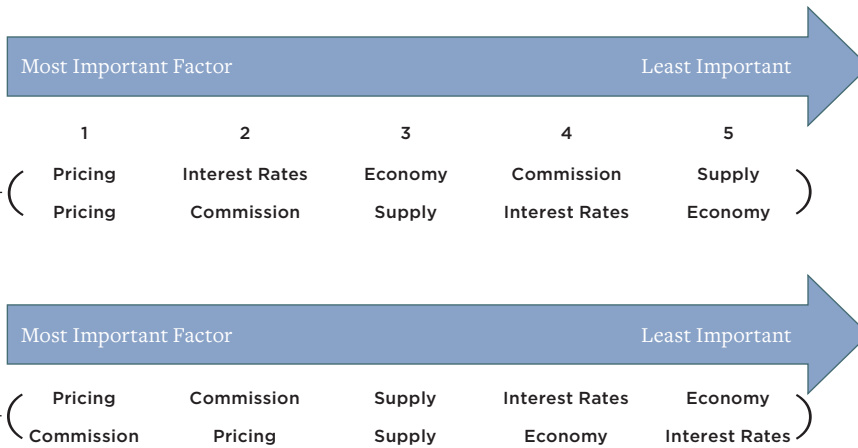 Most Important Factor Least Important
1 2 3 4 5
Pricing Interest Rates Economy Commission Supply
Pricing Commission Supply Interest Rates Economy
Most Important Factor Least Important
Pricing Commission Supply Interest Rates Economy
Commission Pricing Supply Economy Interest Rates